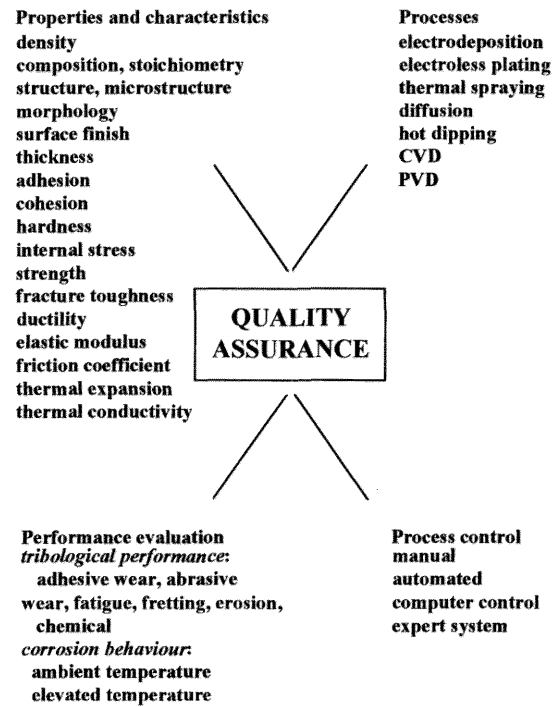 Properties and characteristics
density
composition, stoichiometry
structure, microstructure
morphology
surface finish
thickness
adhesion
cohesion
hardness
internal stress
strength
fracture toughness
ductility
elastic modulus
friction coefficient
thermal expansion
thermal conductivity
Processes
electrodeposition
electroless plating
thermal spraying
diffusion
hot dipping
CVD
PVD
QUALITY
ASSURANCE
Performance evaluation
tribological performance:
adhesive wear, abrasive
wear, fatigue, fretting, erosion,
chemical
corrosion behaviour:
ambient temperature
elevated temperature
Process control
manual
automated
computer control
expert system